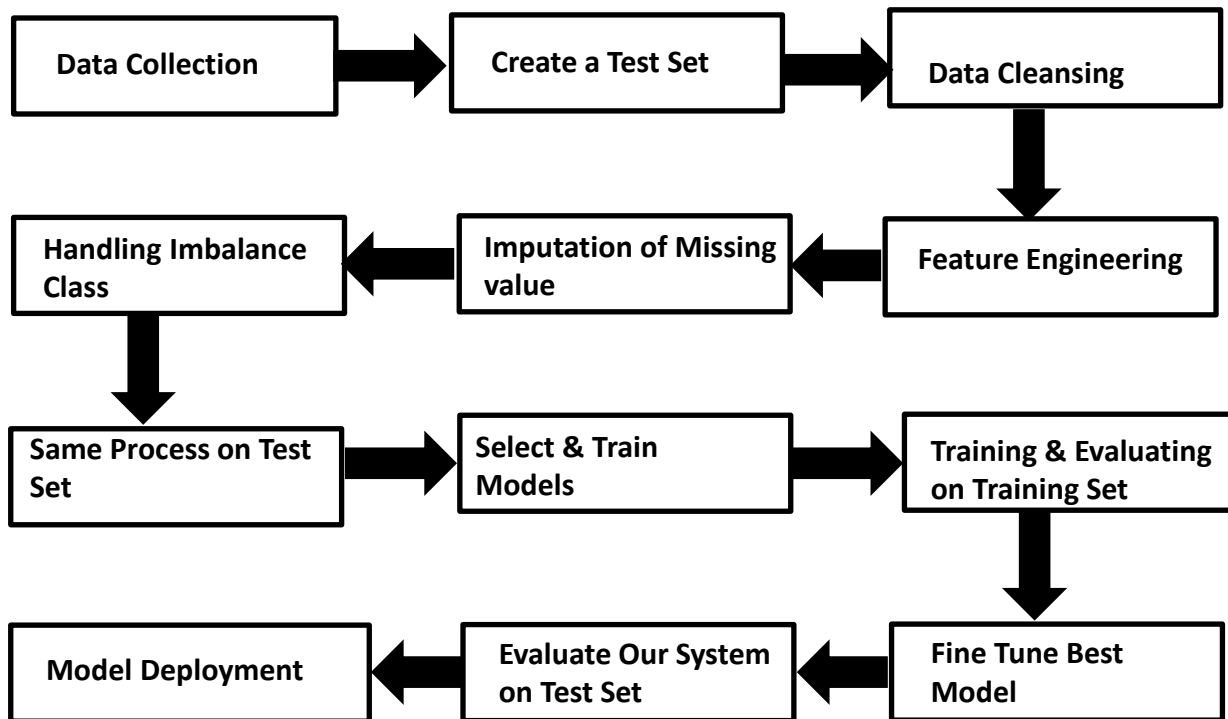 Data Collection
Create a Test Set
Data Cleansing
Feature Engineering
Imputation of Missing
value
Handling Imbalance
Class
Same Process on Test
Set
Select & Train
Models
Training & Evaluating
on Training Set
Fine Tune Best
Model
Evaluate Our System
on Test Set
Model Deployment